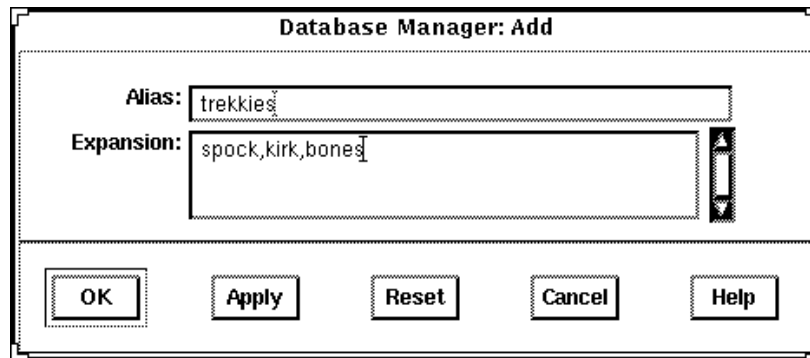 Database Manager: Add
Alias: trekkies
Expansion: spock,kirk,bones
OK Apply Reset Cancel Help